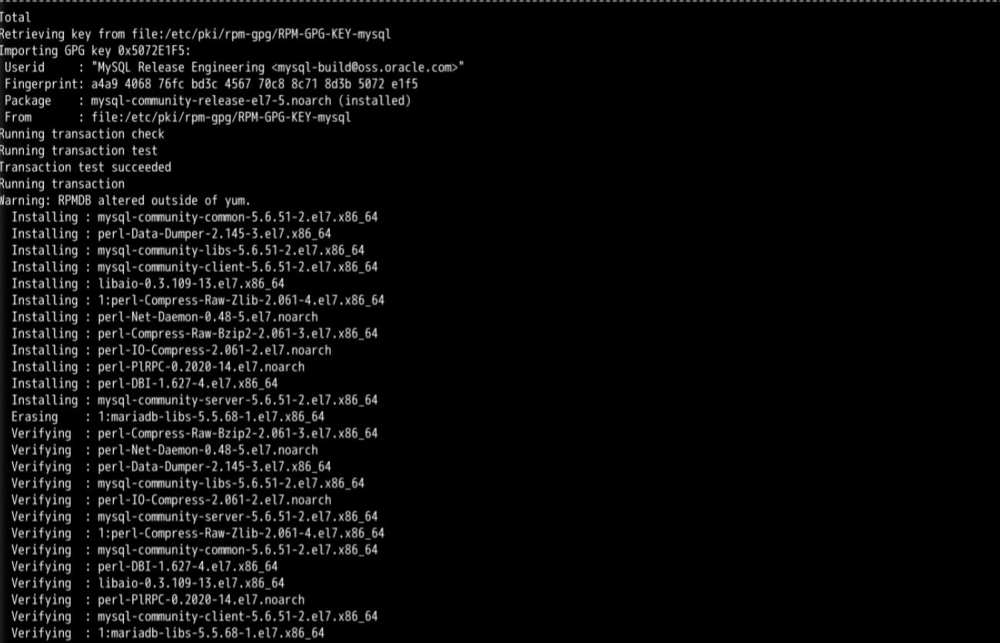 Total
Retrieving key from file:/etc/pki/rpm-gpg/RPM-GPG-KEY-mysql
Importing GPG key 0x5072E1F5:
 Userid     : "MySQL Release Engineering <mysql-build@oss.oracle.com>"
 Fingerprint: a4a9 4068 76fc bd3c 4567 70c8 8c71 8d3b 5072 e1f5
 Package    : mysql-community-release-el7-5.noarch (installed)
 From       : file:/etc/pki/rpm-gpg/RPM-GPG-KEY-mysql
Running transaction check
Running transaction test
Transaction test succeeded
Running transaction
Warning: RPMDB altered outside of yum.
  Installing : mysql-community-common-5.6.51-2.el7.x86_64
  Installing : perl-Data-Dumper-2.145-3.el7.x86_64
  Installing : mysql-community-libs-5.6.51-2.el7.x86_64
  Installing : mysql-community-client-5.6.51-2.el7.x86_64
  Installing : libaio-0.3.109-13.el7.x86_64
  Installing : 1:perl-Compress-Raw-Zlib-2.061-4.el7.x86_64
  Installing : perl-Net-Daemon-0.48-5.el7.noarch
  Installing : perl-Compress-Raw-Bzip2-2.061-3.el7.x86_64
  Installing : perl-IO-Compress-2.061-2.el7.noarch
  Installing : perl-PlRPC-0.2020-14.el7.noarch
  Installing : perl-DBI-1.627-4.el7.x86_64
  Installing : mysql-community-server-5.6.51-2.el7.x86_64
  Erasing    : 1:mariadb-libs-5.5.68-1.el7.x86_64
  Verifying  : perl-Compress-Raw-Bzip2-2.061-3.el7.x86_64
  Verifying  : perl-Net-Daemon-0.48-5.el7.noarch
  Verifying  : perl-Data-Dumper-2.145-3.el7.x86_64
  Verifying  : mysql-community-libs-5.6.51-2.el7.x86_64
  Verifying  : perl-IO-Compress-2.061-2.el7.noarch
  Verifying  : mysql-community-server-5.6.51-2.el7.x86_64
  Verifying  : 1:perl-Compress-Raw-Zlib-2.061-4.el7.x86_64
  Verifying  : mysql-community-common-5.6.51-2.el7.x86_64
  Verifying  : perl-DBI-1.627-4.el7.x86_64
  Verifying  : libaio-0.3.109-13.el7.x86_64
  Verifying  : perl-PlRPC-0.2020-14.el7.noarch
  Verifying  : mysql-community-client-5.6.51-2.el7.x86_64
  Verifying  : 1:mariadb-libs-5.5.68-1.el7.x86_64